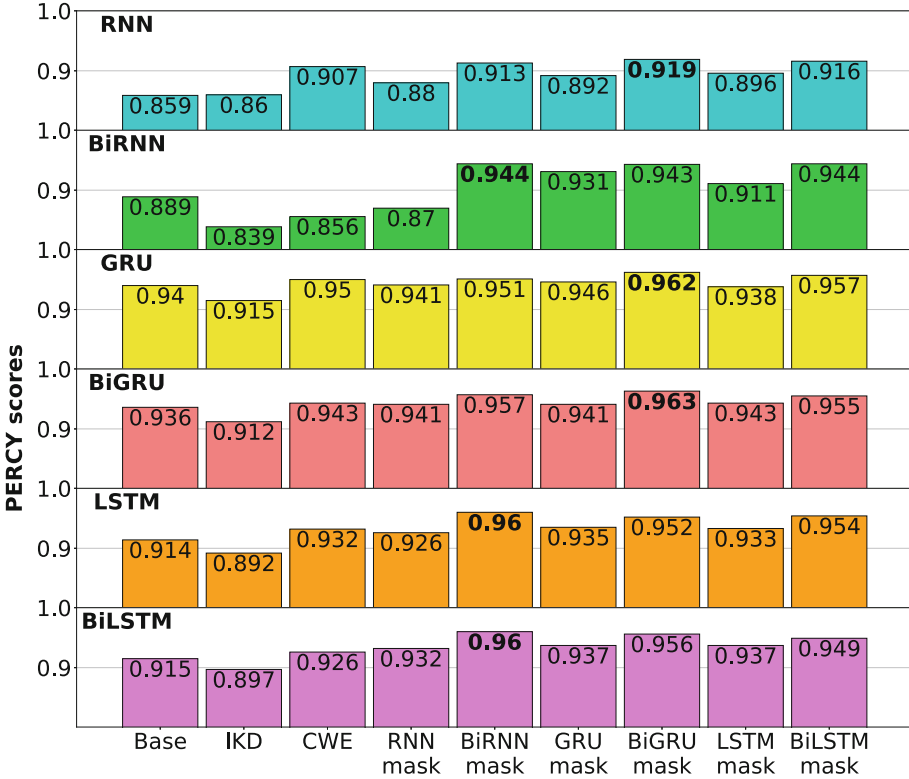 PERCY scores
1.0
RNN
0.9
0.859 0.86 0.907 0.88 0.913 0.892 0.919 0.896 0.916
1.0
BiRNN
0.9
0.889 0.839 0.856 0.87 0.944 0.931 0.943 0.911 0.944
1.0
GRU
0.9
0.94 0.915 0.95 0.941 0.951 0.946 0.962 0.938 0.957
1.0
BiGRU
0.9
0.936 0.912 0.943 0.941 0.957 0.941 0.963 0.943 0.955
1.0
LSTM
0.9
0.914 0.892 0.932 0.926 0.96 0.935 0.952 0.933 0.954
1.0
BiLSTM
0.9
0.915 0.897 0.926 0.932 0.96 0.937 0.956 0.937 0.949
Base IKD CWE RNN BiRNN GRU BiGRU LSTM BiLSTM
mask mask mask mask mask mask